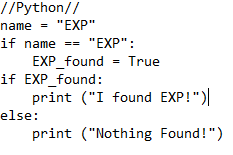 //Python//
name = "EXP"
if name == "EXP":
    EXP_found = True
if EXP_found:
    print ("I found EXP!")
else:
    print ("Nothing Found!")